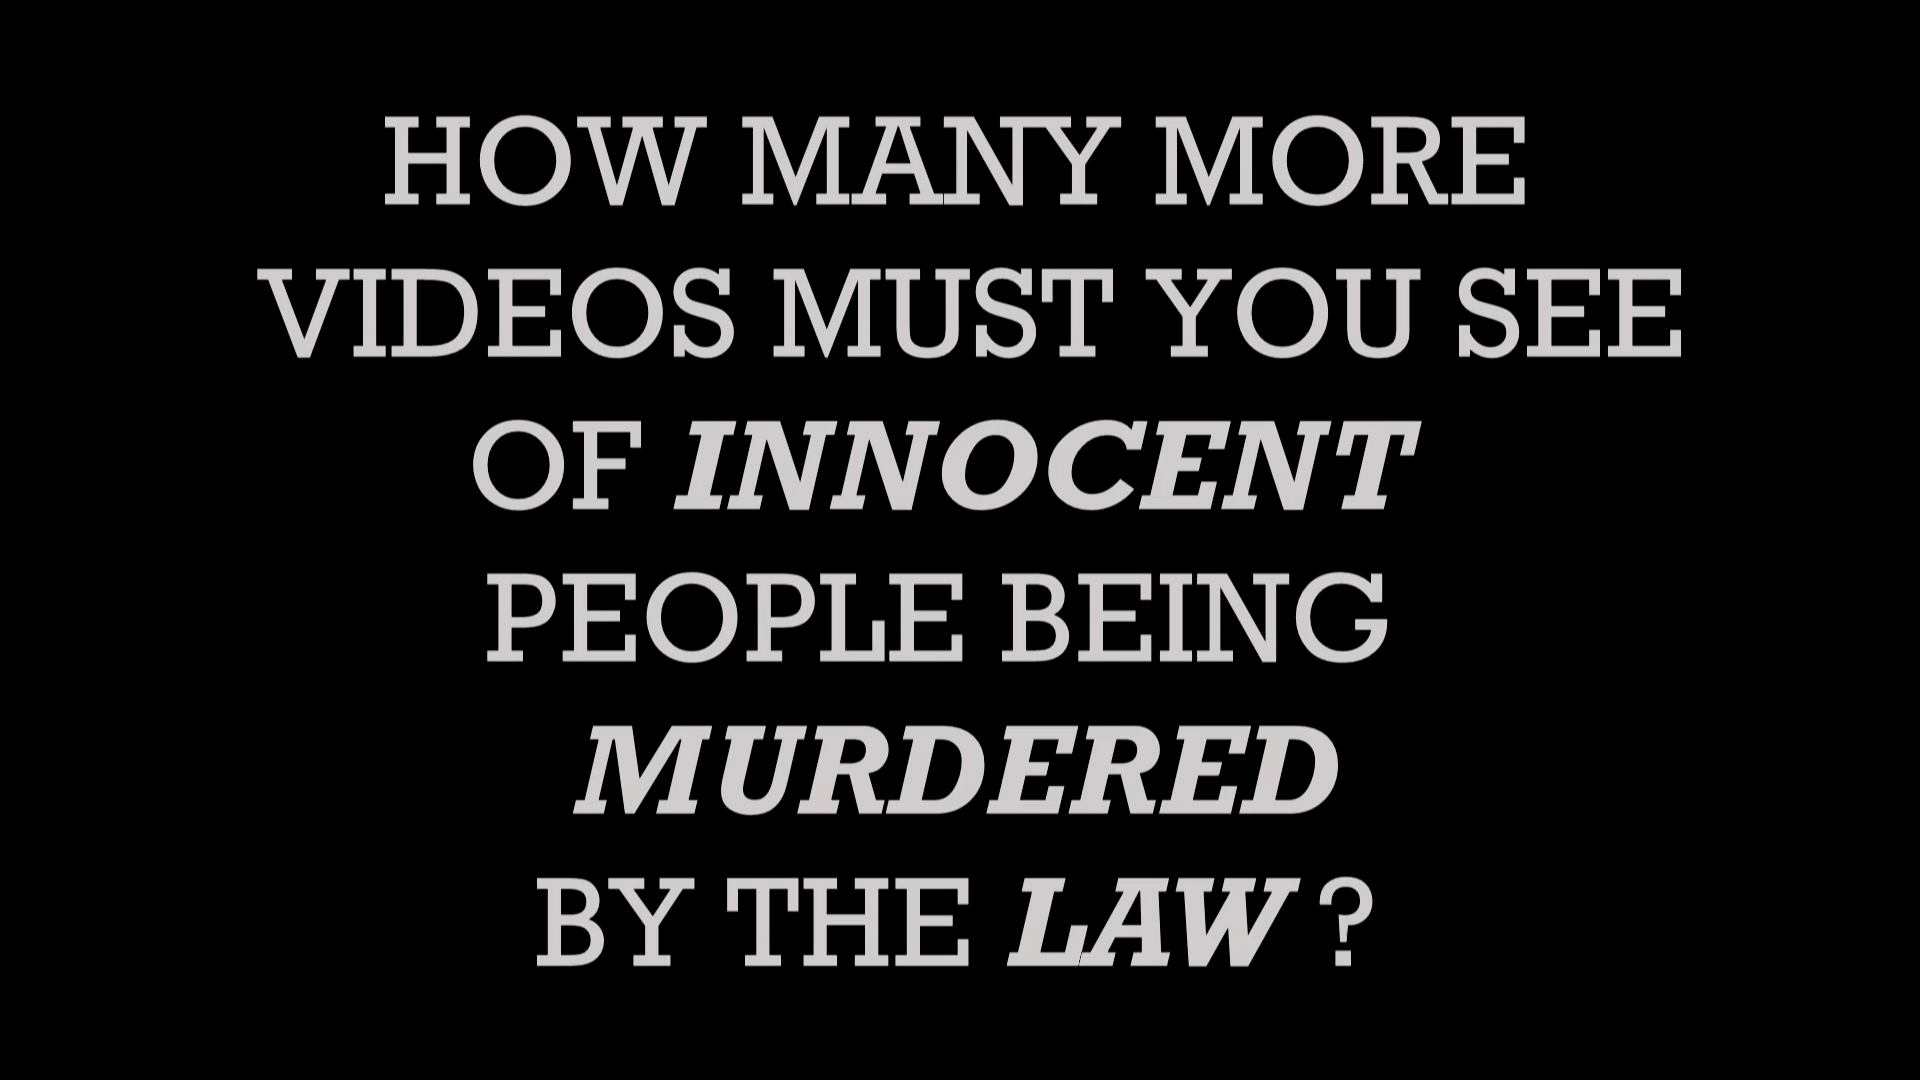 HOW MANY MORE
VIDEOS MUST YOU SEE
OF INNOCENT
PEOPLE BEING
MURDERED
BY THE LAW?